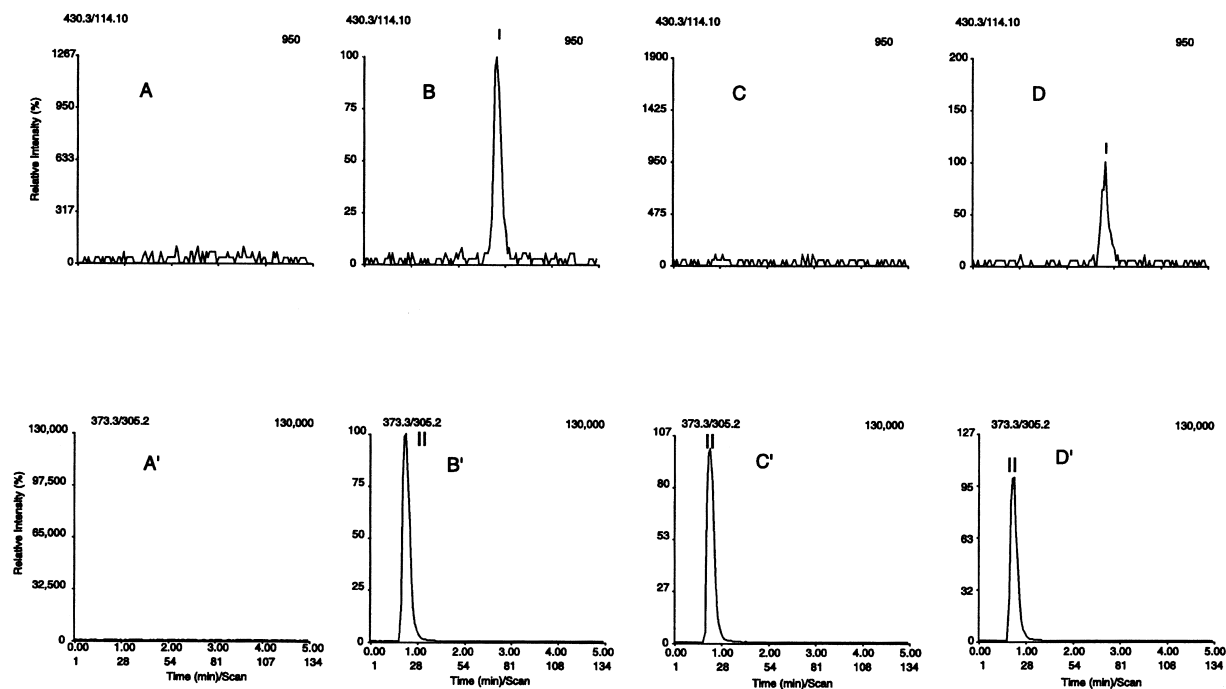 430.3/114.10
950
1267
950
633
317
0
Relative Intensity (%)
A
430.3/114.10
I
950
100
75
50
25
0
B
430.3/114.10
950
1900
1425
950
475
0
C
430.3/114.10
950
200
150
100
50
0
D
I
373.3/305.2
130,000
130,000
97,500
65,000
32,500
0
Relative Intensity (%)
A'
0.00 1.00 2.00 3.00 4.00 5.00
1 28 54 81 107 134
Time (min)/Scan
373.3/305.2
130,000
100
75
50
25
0
II
B'
0.00 1.00 2.00 3.00 4.00 5.00
1 28 54 81 108 134
Time (min)/Scan
373.3/305.2
130,000
107
80
53
27
0
II
C'
0.00 1.00 2.00 3.00 4.00 5.00
1 28 54 81 108 134
Time (min)/Scan
373.3/305.2
130,000
127
95
63
32
0
II
D'
0.00 1.00 2.00 3.00 4.00 5.00
1 28 54 81 108 134
Time (min)/Scan